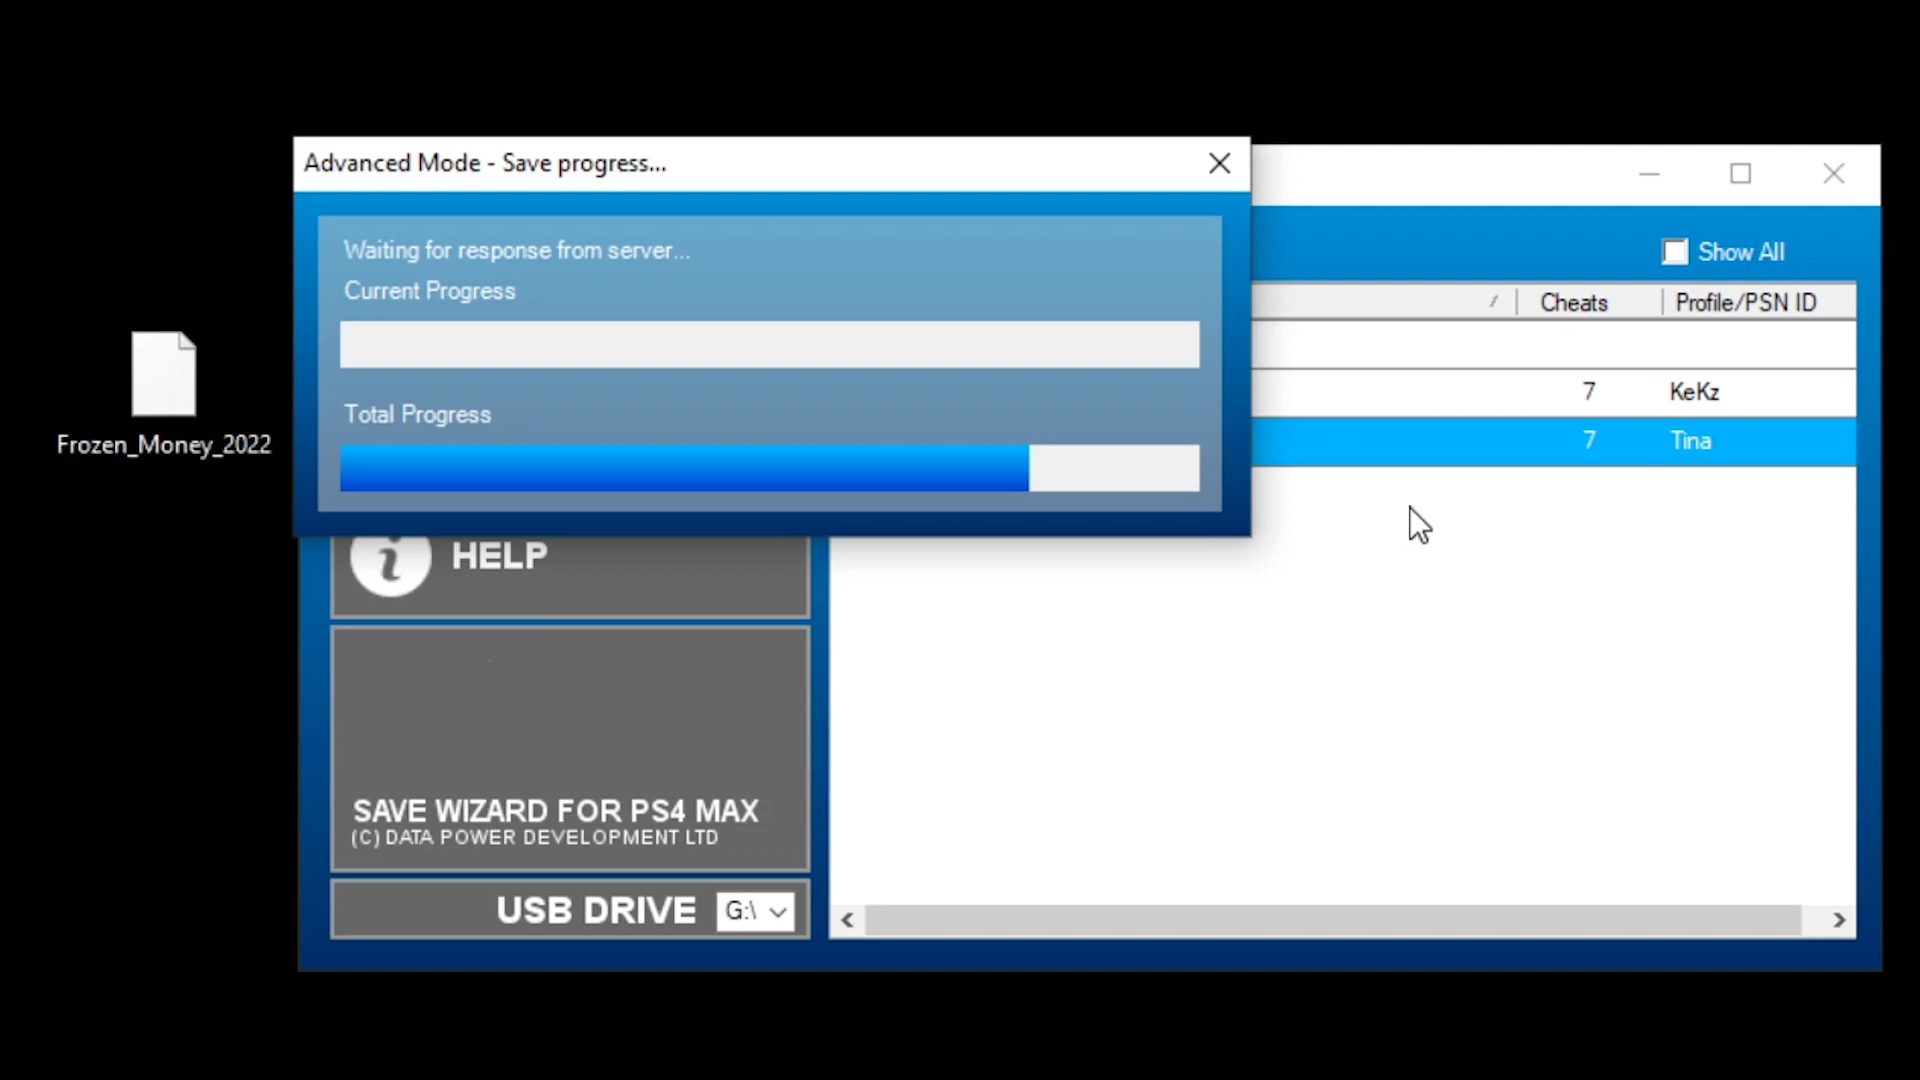 Advanced Mode - Save progress...
Waiting for response from server...
Current Progress
Total Progress
Show All
Cheats Profile/PSN ID
7 KeKz
7 Tina
Frozen_Money_2022
HELP
SAVE WIZARD FOR PS4 MAX
(C) DATA POWER DEVELOPMENT LTD
USB DRIVE G:\